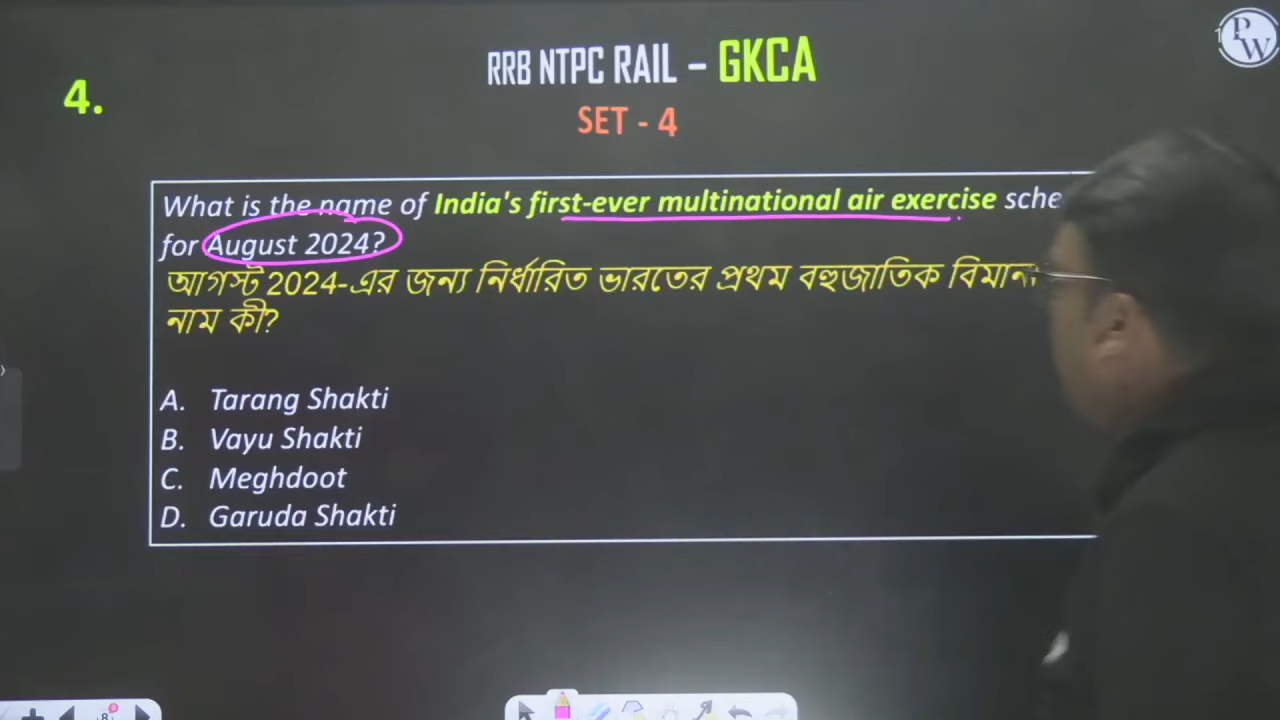 PW
RRB NTPC RAIL – GKCA
4.
SET - 4
What is the name of India's first-ever multinational air exercise
for August 2024?
আগস্ট 2024-এর জন্য নির্ধারিত ভারতের প্রথম বহুজাতিক
নাম কী?
A. Tarang Shakti
B. Vayu Shakti
C. Meghdoot
D. Garuda Shakti